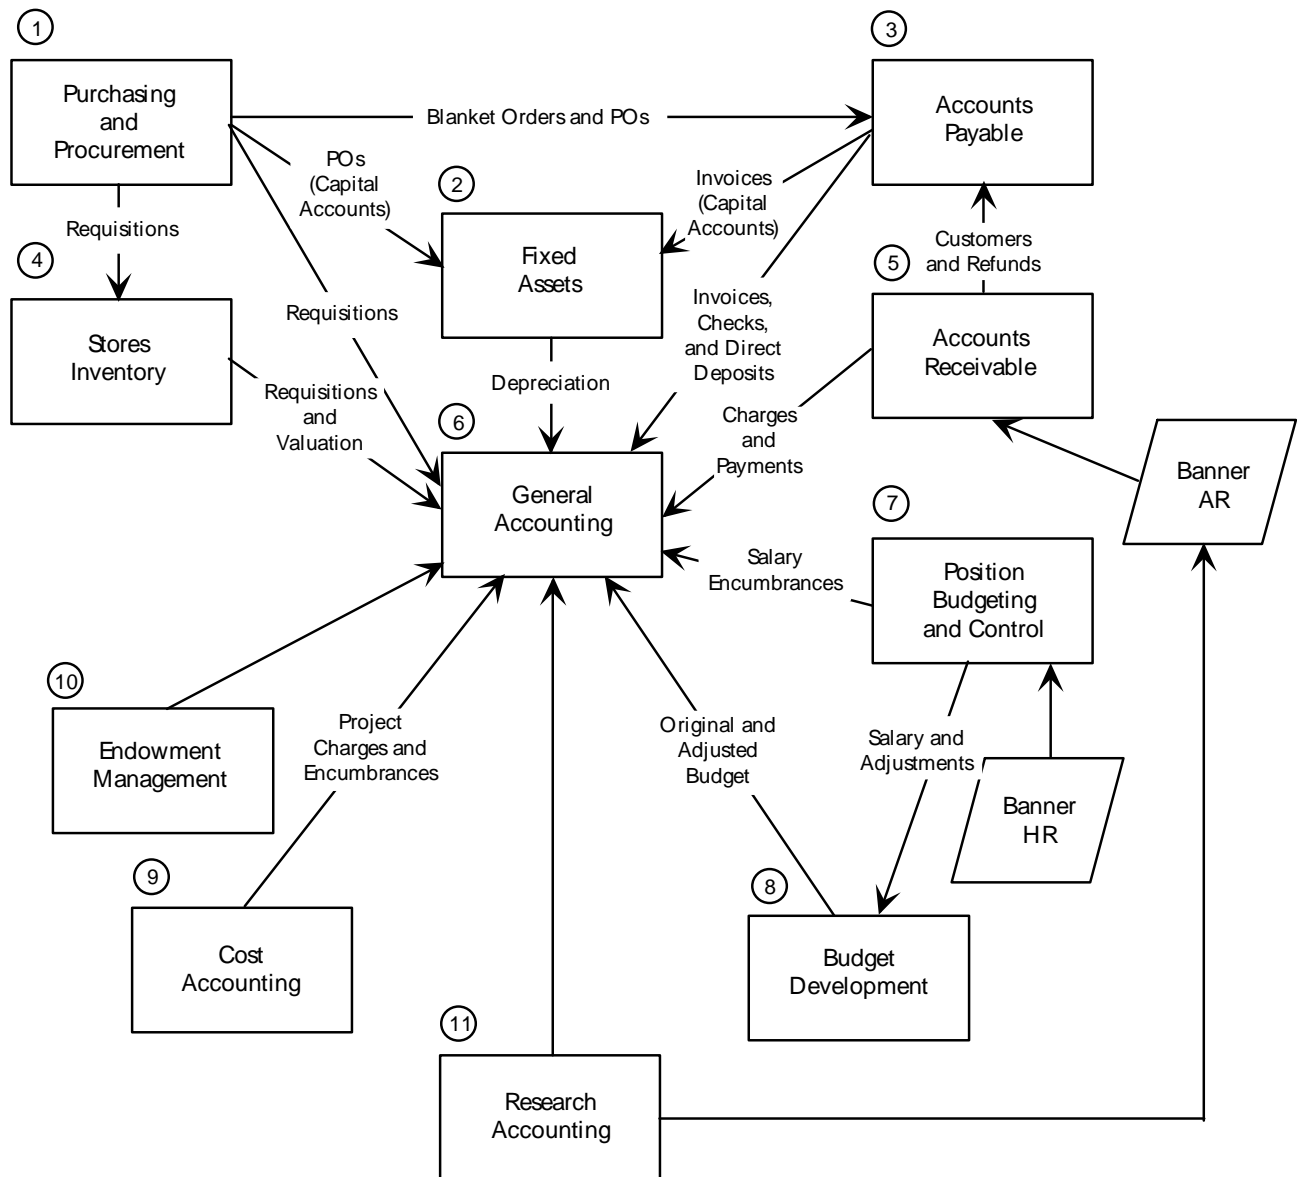 1
Purchasing
and
Procurement
Blanket Orders and POs
3
Accounts
Payable
POs
(Capital
Accounts)
2
Fixed
Assets
Invoices
(Capital
Accounts)
Requisitions
4
Stores
Inventory
Requisitions
Customers
and Refunds
5
Accounts
Receivable
Invoices,
Checks,
and Direct
Deposits
Depreciation
Requisitions
and
Valuation
6
General
Accounting
Charges
and
Payments
Banner
AR
7
Position
Budgeting
and Control
Salary
Encumbrances
10
Endowment
Management
Project
Charges and
Encumbrances
Original and
Adjusted
Budget
Salary and
Adjustments
Banner
HR
9
Cost
Accounting
8
Budget
Development
11
Research
Accounting